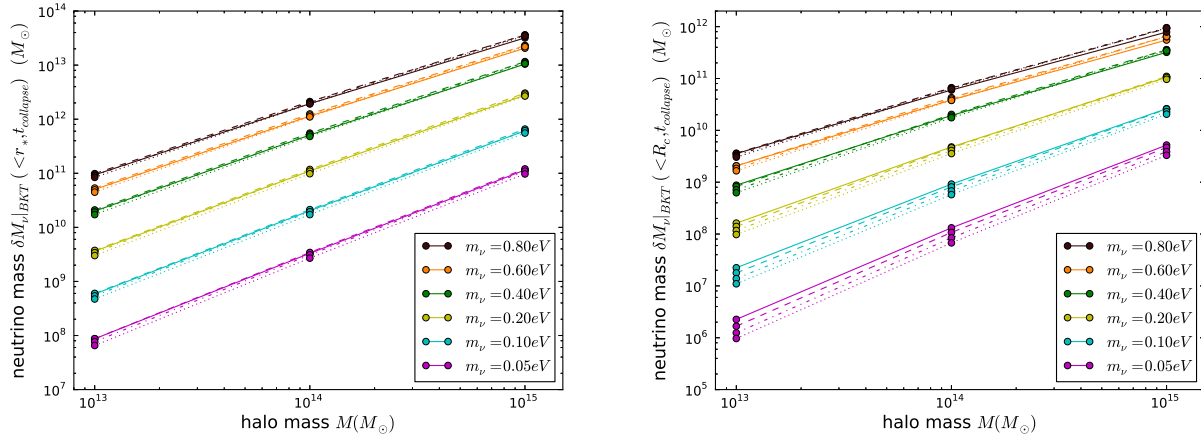 neutrino mass δM_ν|_BKT (<r_*, t_collapse) (M_⊙)
10^14
10^13
10^12
10^11
10^10
10^9
10^8
10^7
m_ν = 0.80eV
m_ν = 0.60eV
m_ν = 0.40eV
m_ν = 0.20eV
m_ν = 0.10eV
m_ν = 0.05eV
10^13 10^14 10^15
halo mass M(M_⊙)
neutrino mass δM_ν|_BKT (<R_c, t_collapse) (M_⊙)
10^12
10^11
10^10
10^9
10^8
10^7
10^6
10^5
m_ν = 0.80eV
m_ν = 0.60eV
m_ν = 0.40eV
m_ν = 0.20eV
m_ν = 0.10eV
m_ν = 0.05eV
10^13 10^14 10^15
halo mass M(M_⊙)